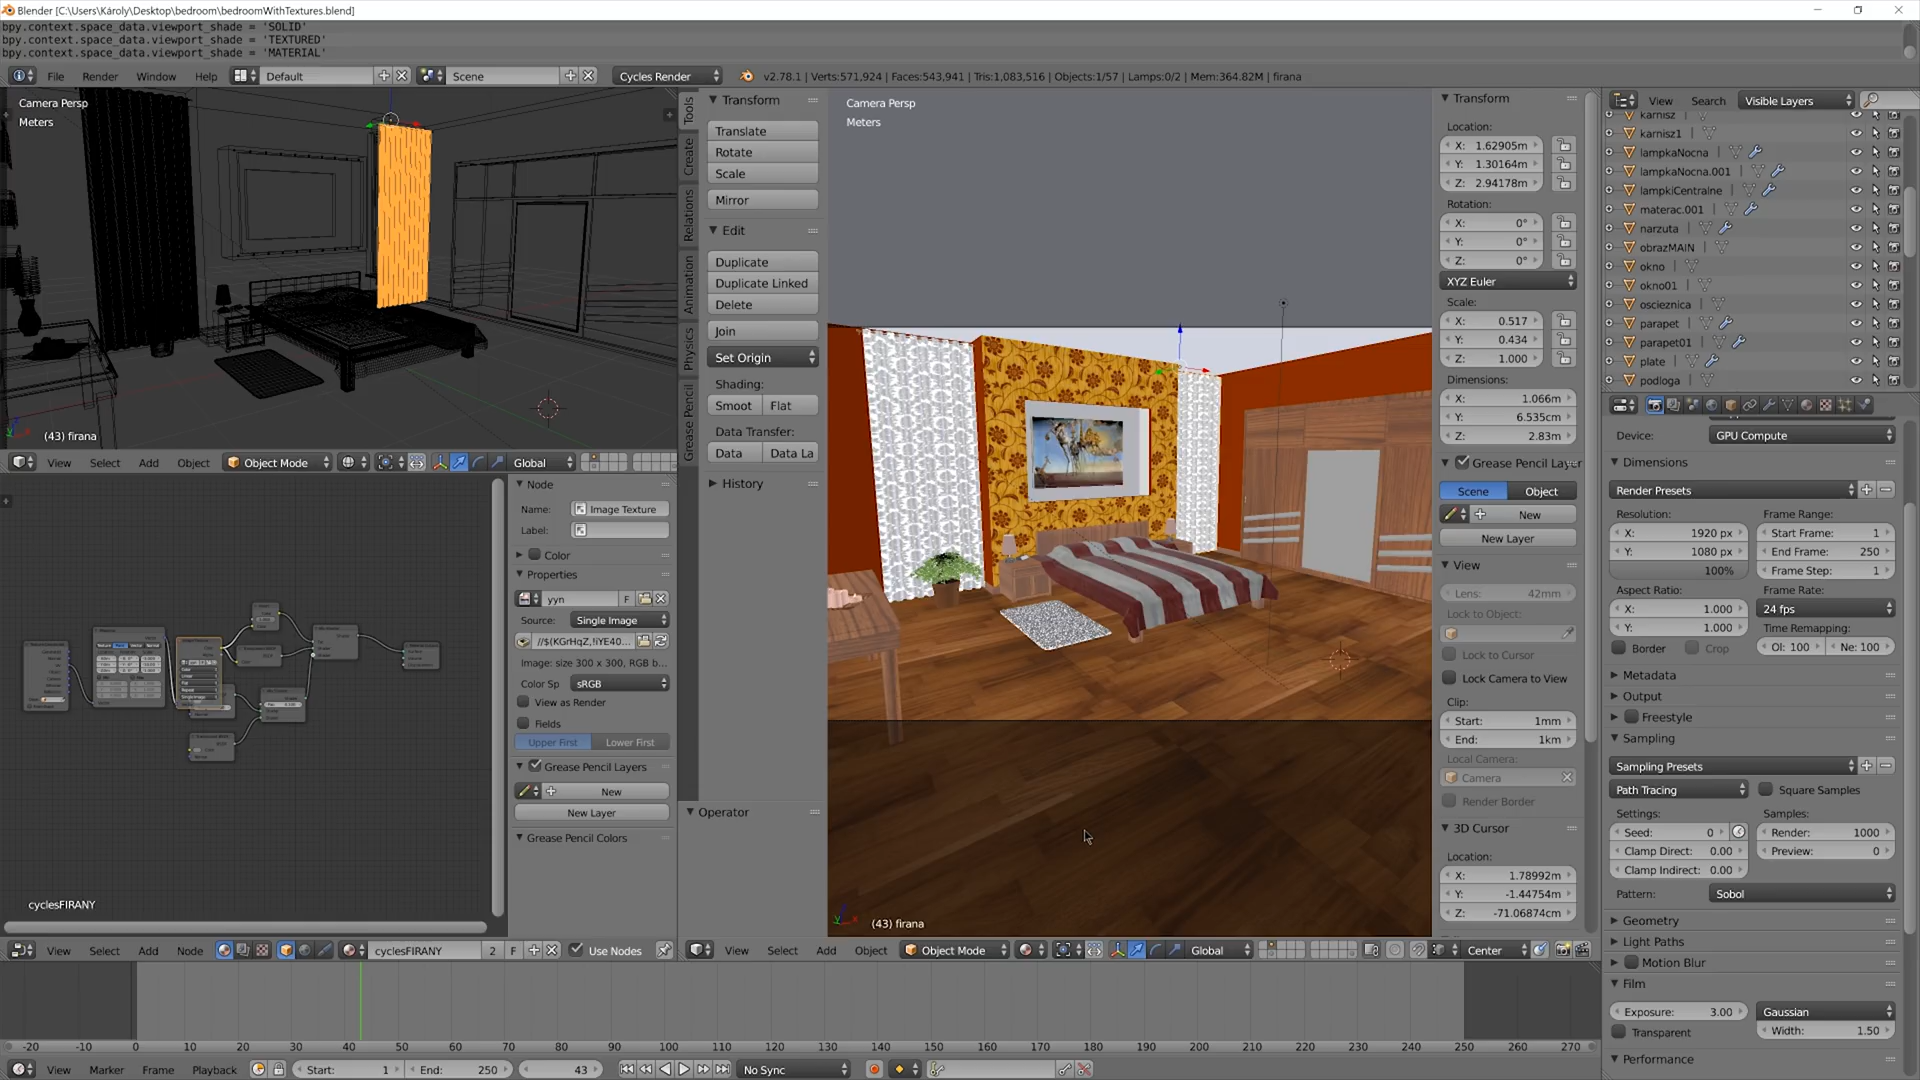 Blender [C:\Users\Károly\Desktop\bedroom\bedroomWithTextures.blend]
bpy.context.space_data.viewport_shade = 'SOLID'
bpy.context.space_data.viewport_shade = 'TEXTURED'
bpy.context.space_data.viewport_shade = 'MATERIAL'
File Render Window Help Default Scene Cycles Render v2.78.1 | Verts:571,924 | Faces:543,941 | Tris:1,083,516 | Objects:1/57 | Lamps:0/2 | Mem:364.82M | firana
Camera Persp
Meters
(43) firana
View Select Add Object Object Mode Global
Tools
Create
Relations
Animation
Physics
Grease Pencil
Transform
Translate
Rotate
Scale
Mirror
Edit
Duplicate
Duplicate Linked
Delete
Join
Set Origin
Shading:
Smoot Flat
Data Transfer:
Data Data La
History
Operator
Node
Name: Image Texture
Label:
Color
Properties
yyn F
Source: Single Image
Image: size 300 x 300, RGB b...
Color Sp sRGB
View as Render
Fields
Upper First Lower First
Grease Pencil Layers
New
New Layer
Grease Pencil Colors
cyclesFIRANY
View Select Add Node cyclesFIRANY 2 F Use Nodes
Camera Persp
Meters
(43) firana
View Select Add Object Object Mode Global Center
Transform
Location:
X: 1.62905m
Y: 1.30164m
Z: 2.94178m
Rotation:
X: 0°
Y: 0°
Z: 0°
XYZ Euler
Scale:
X: 0.517
Y: 0.434
Z: 1.000
Dimensions:
X: 1.066m
Y: 6.535cm
Z: 2.83m
Grease Pencil Layer
Scene Object
New
New Layer
View
Lens: 42mm
Lock to Object:
Lock to Cursor
Lock Camera to View
Clip:
Start: 1mm
End: 1km
Local Camera:
Camera
Render Border
3D Cursor
Location:
X: 1.78992m
Y: -1.44754m
Z: -71.06874cm
View Search Visible Layers
karnisz
karnisz1
lampkaNocna
lampkaNocna.001
lampkiCentralne
materac.001
narzuta
obrazMAIN
okno
okno01
oscieznica
parapet
parapet01
plate
podloga
Device: GPU Compute
Dimensions
Render Presets
Resolution: Frame Range:
X: 1920 px Start Frame: 1
Y: 1080 px End Frame: 250
100% Frame Step: 1
Aspect Ratio: Frame Rate:
X: 1.000 24 fps
Y: 1.000 Time Remapping:
Border Crop Ol: 100 Ne: 100
Metadata
Output
Freestyle
Sampling
Sampling Presets
Path Tracing Square Samples
Settings: Samples:
Seed: 0 Render: 1000
Clamp Direct: 0.00 Preview: 0
Clamp Indirect: 0.00
Pattern: Sobol
Geometry
Light Paths
Motion Blur
Film
Exposure: 3.00 Gaussian
Transparent Width: 1.50
Performance
-20 -10 0 10 20 30 40 50 60 70 80 90 100 110 120 130 140 150 160 170 180 190 200 210 220 230 240 250 260 270
View Marker Frame Playback Start: 1 End: 250 43 No Sync